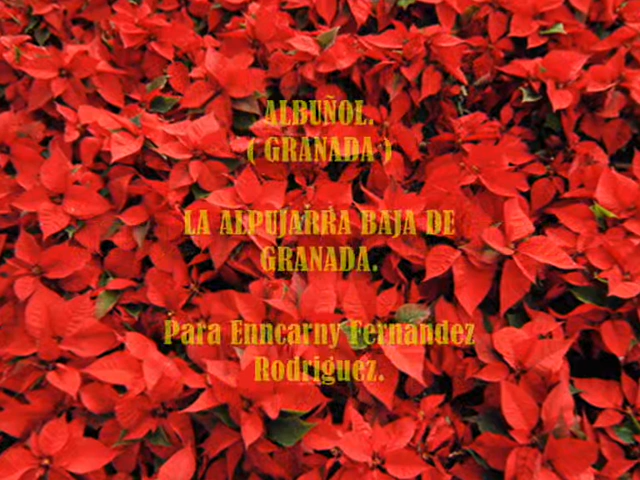 ALBUÑOL.
( GRANADA )
LA ALPUJARRA BAJA DE
GRANADA.
Para Enncarny Fernandez
Rodriguez.